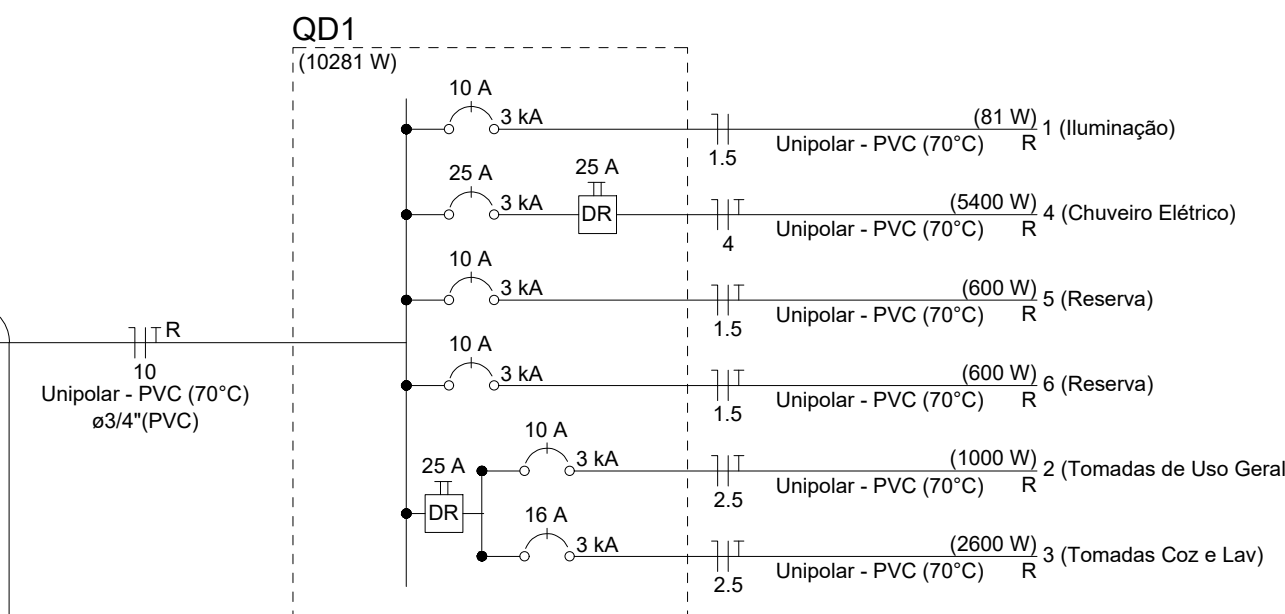 QD1
(10281 W)
10 A
3 kA
1.5
(81 W)
Unipolar - PVC (70°C)
R
1 (Iluminação)
25 A
3 kA
25 A
DR
4
(5400 W)
Unipolar - PVC (70°C)
R
4 (Chuveiro Elétrico)
10 A
3 kA
1.5
(600 W)
Unipolar - PVC (70°C)
R
5 (Reserva)
R
10
Unipolar - PVC (70°C)
ø3/4"(PVC)
10 A
3 kA
1.5
(600 W)
Unipolar - PVC (70°C)
R
6 (Reserva)
25 A
DR
10 A
3 kA
2.5
(1000 W)
Unipolar - PVC (70°C)
R
2 (Tomadas de Uso Geral
16 A
3 kA
2.5
(2600 W)
Unipolar - PVC (70°C)
R
3 (Tomadas Coz e Lav)